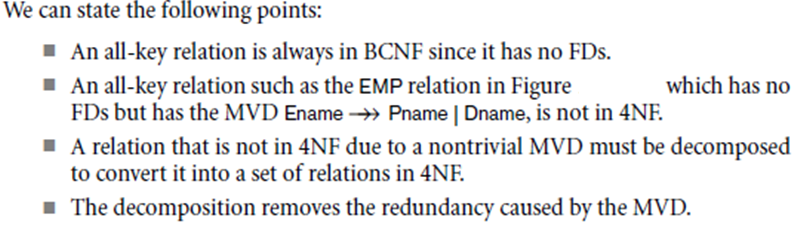 We can state the following points:
■ An all-key relation is always in BCNF since it has no FDs.
■ An all-key relation such as the EMP relation in Figure which has no
FDs but has the MVD Ename →→ Pname | Dname, is not in 4NF.
■ A relation that is not in 4NF due to a nontrivial MVD must be decomposed
to convert it into a set of relations in 4NF.
■ The decomposition removes the redundancy caused by the MVD.